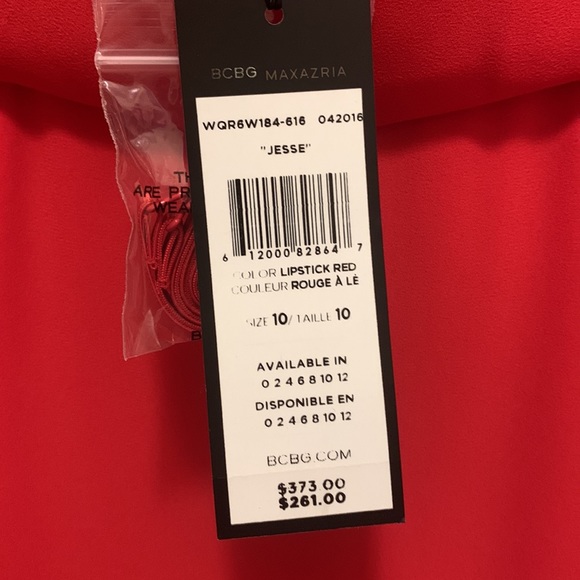 BCBG MAXAZRIA
WQR6W184-616 042016
"JESSE"
6 12000 82864 7
COLOR LIPSTICK RED
COULEUR ROUGE À LÈ
SIZE 10/TAILLE 10
AVAILABLE IN
0 2 4 6 8 10 12
DISPONIBLE EN
0 2 4 6 8 10 12
BCBG.COM
$373.00
$261.00
TH
ARE PR
WEA
B